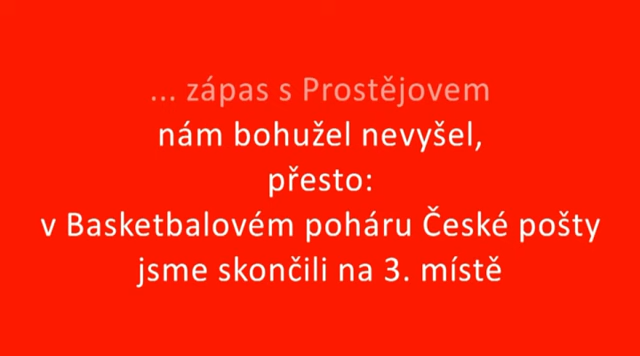 ... zápas s Prostějovem
nám bohužel nevyšel,
přesto:
v Basketbalovém poháru České pošty
jsme skončili na 3. místě